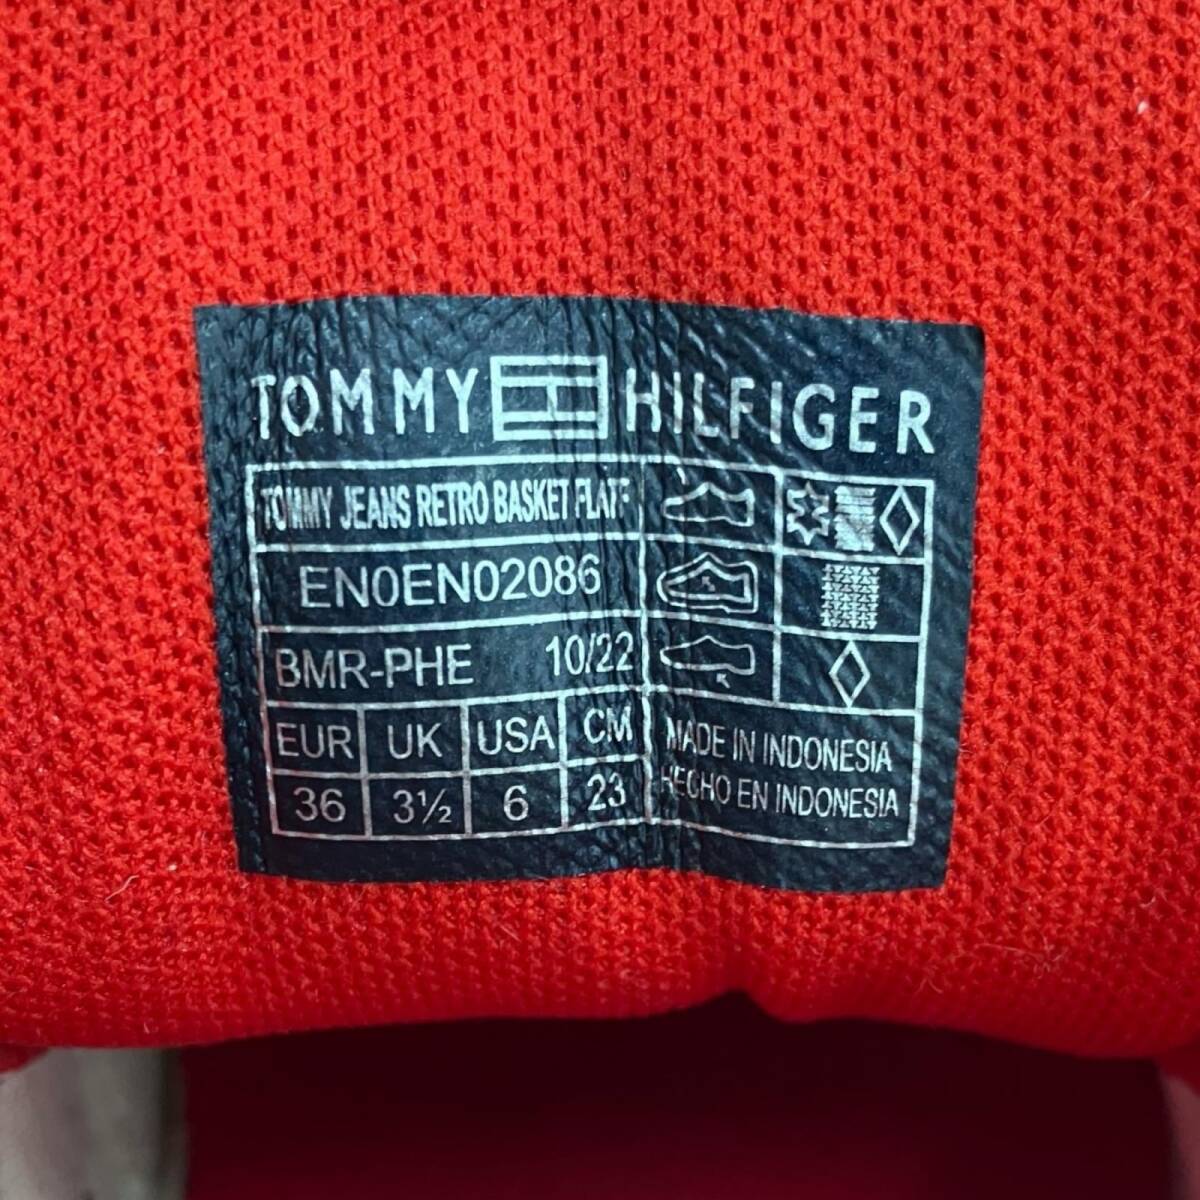 TOMMY HILFIGER
TOMMY JEANS RETRO BASKET FLATF
EN0EN02086
BMR-PHE 10/22
EUR UK USA CM
36 3½ 6 23
MADE IN INDONESIA
HECHO EN INDONESIA